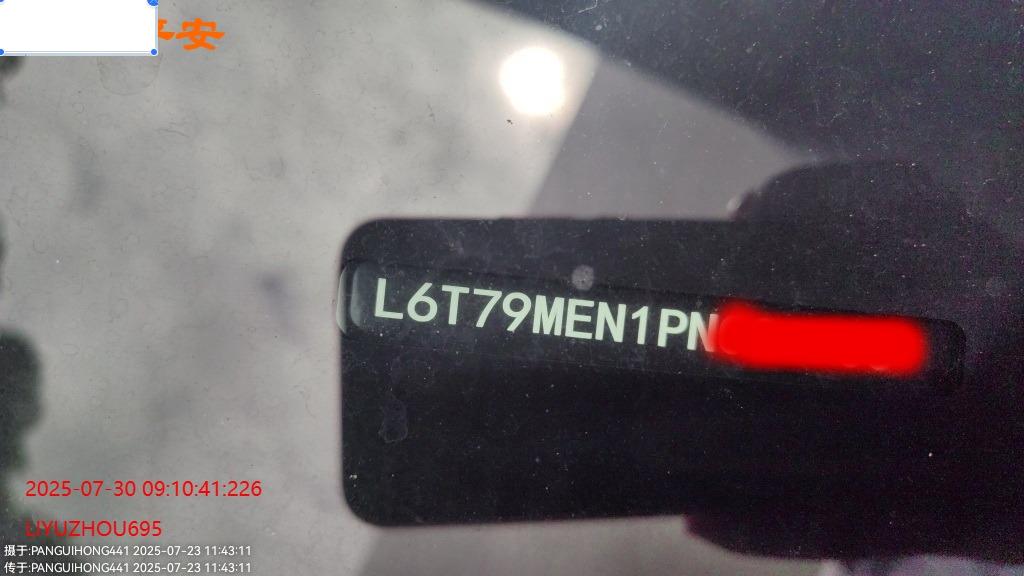 平安
L6T79MEN1PN
2025-07-30 09:10:41:226
LIYUZHOU695
摄于:PANGUIHONG441 2025-07-23 11:43:11
传于:PANGUIHONG441 2025-07-23 11:43:11